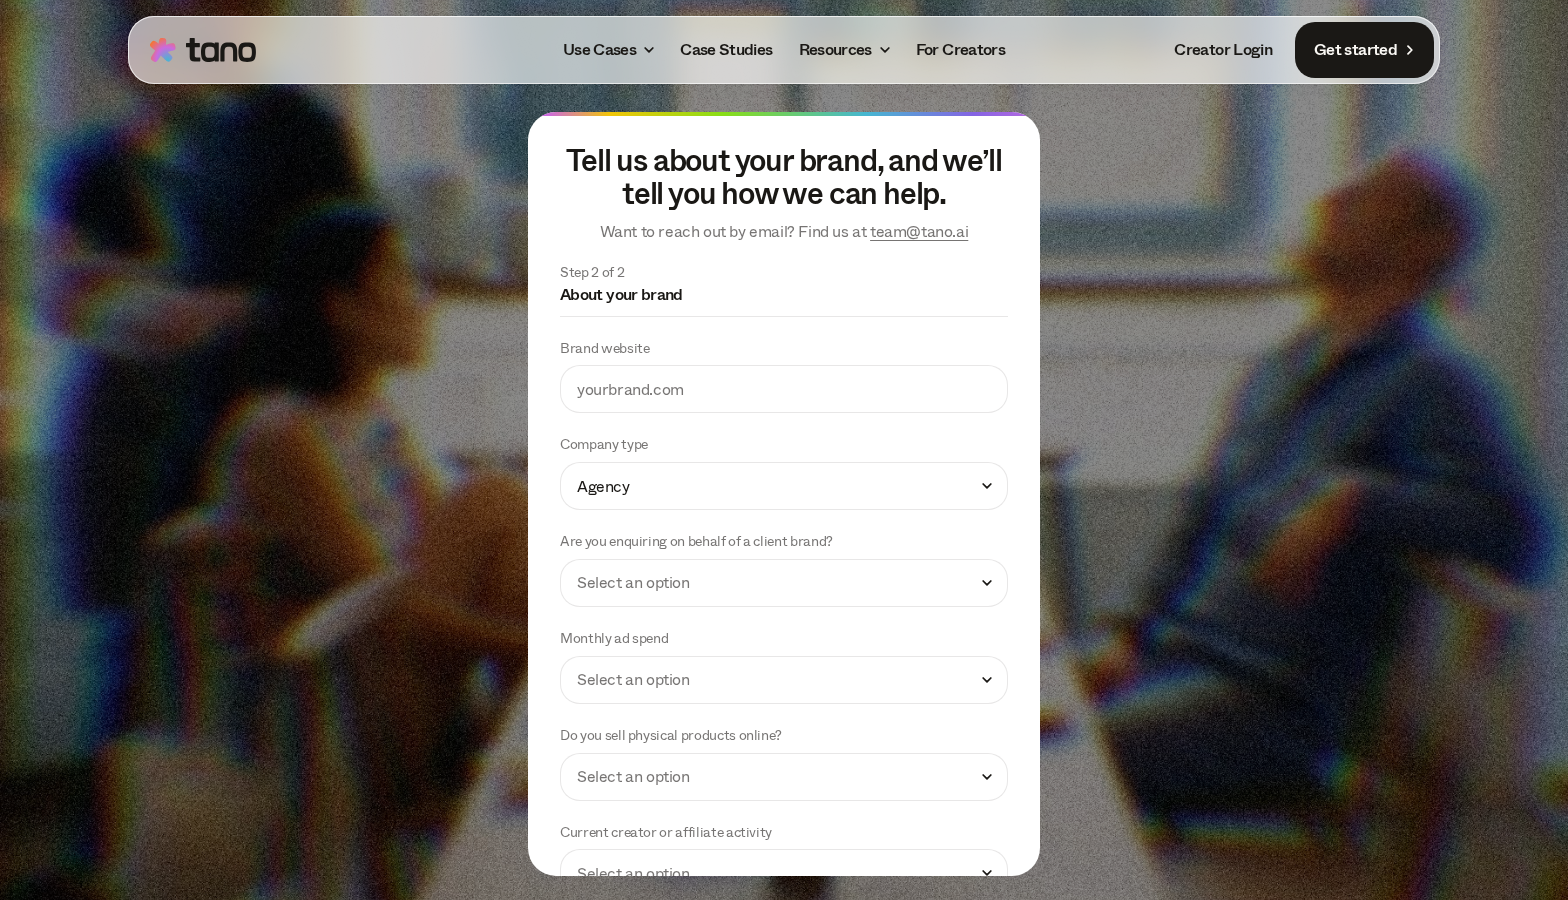 tano
Use Cases
Case Studies
Resources
For Creators
Creator Login
Get started
Tell us about your brand, and we’ll
tell you how we can help.
Want to reach out by email? Find us at team@tano.ai
Step 2 of 2
About your brand
Brand website
yourbrand.com
Company type
Agency
Are you enquiring on behalf of a client brand?
Select an option
Monthly ad spend
Select an option
Do you sell physical products online?
Select an option
Current creator or affiliate activity
Select an option